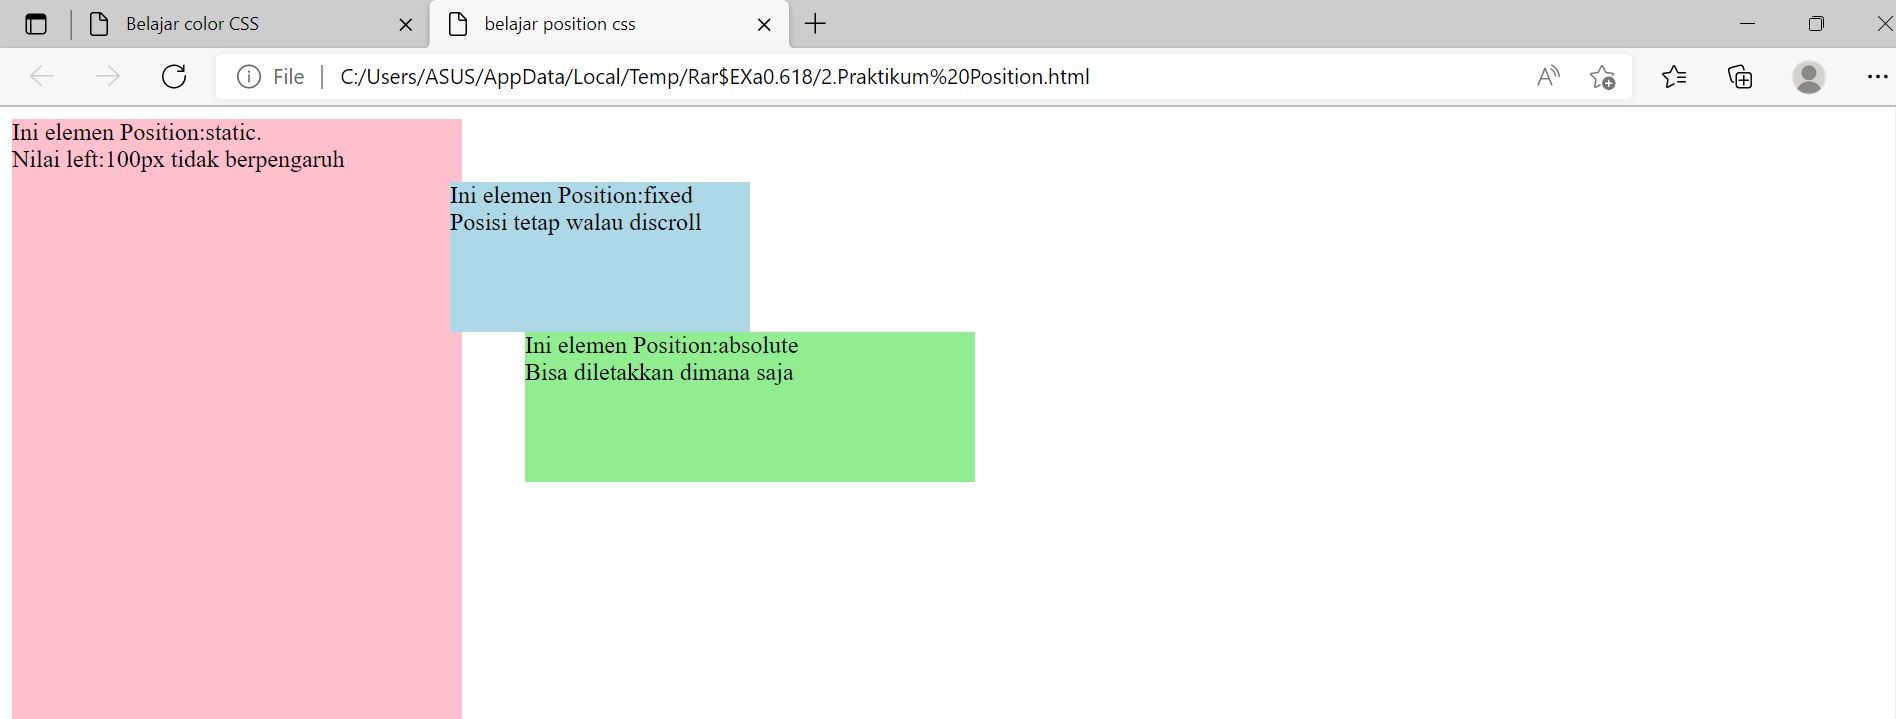 Belajar color CSS
belajar position css
File
C:/Users/ASUS/AppData/Local/Temp/Rar$EXa0.618/2.Praktikum%20Position.html
Ini elemen Position:static.
Nilai left:100px tidak berpengaruh
Ini elemen Position:fixed
Posisi tetap walau discroll
Ini elemen Position:absolute
Bisa diletakkan dimana saja